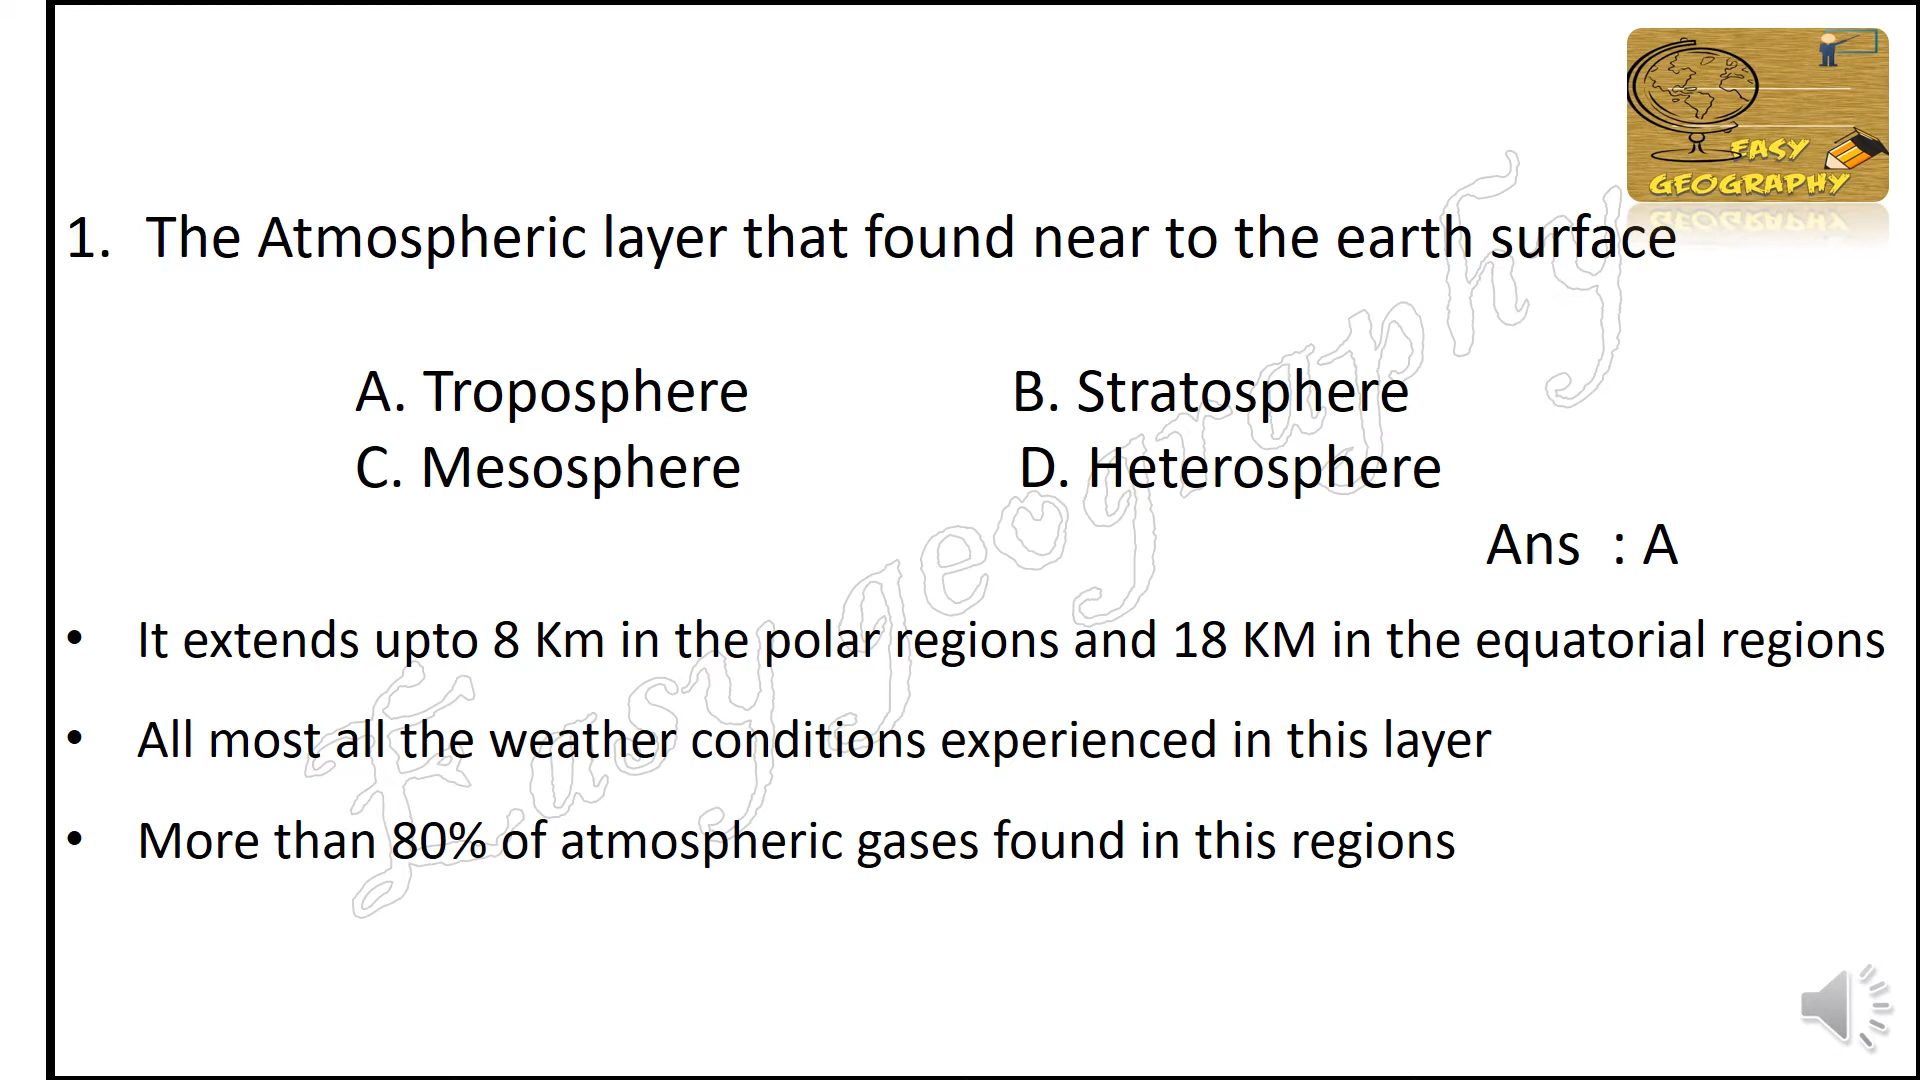 EASY
GEOGRAPHY
1. The Atmospheric layer that found near to the earth surface
A. Troposphere B. Stratosphere
C. Mesosphere D. Heterosphere
Ans : A
• It extends upto 8 Km in the polar regions and 18 KM in the equatorial regions
• All most all the weather conditions experienced in this layer
• More than 80% of atmospheric gases found in this regions
Easy geography